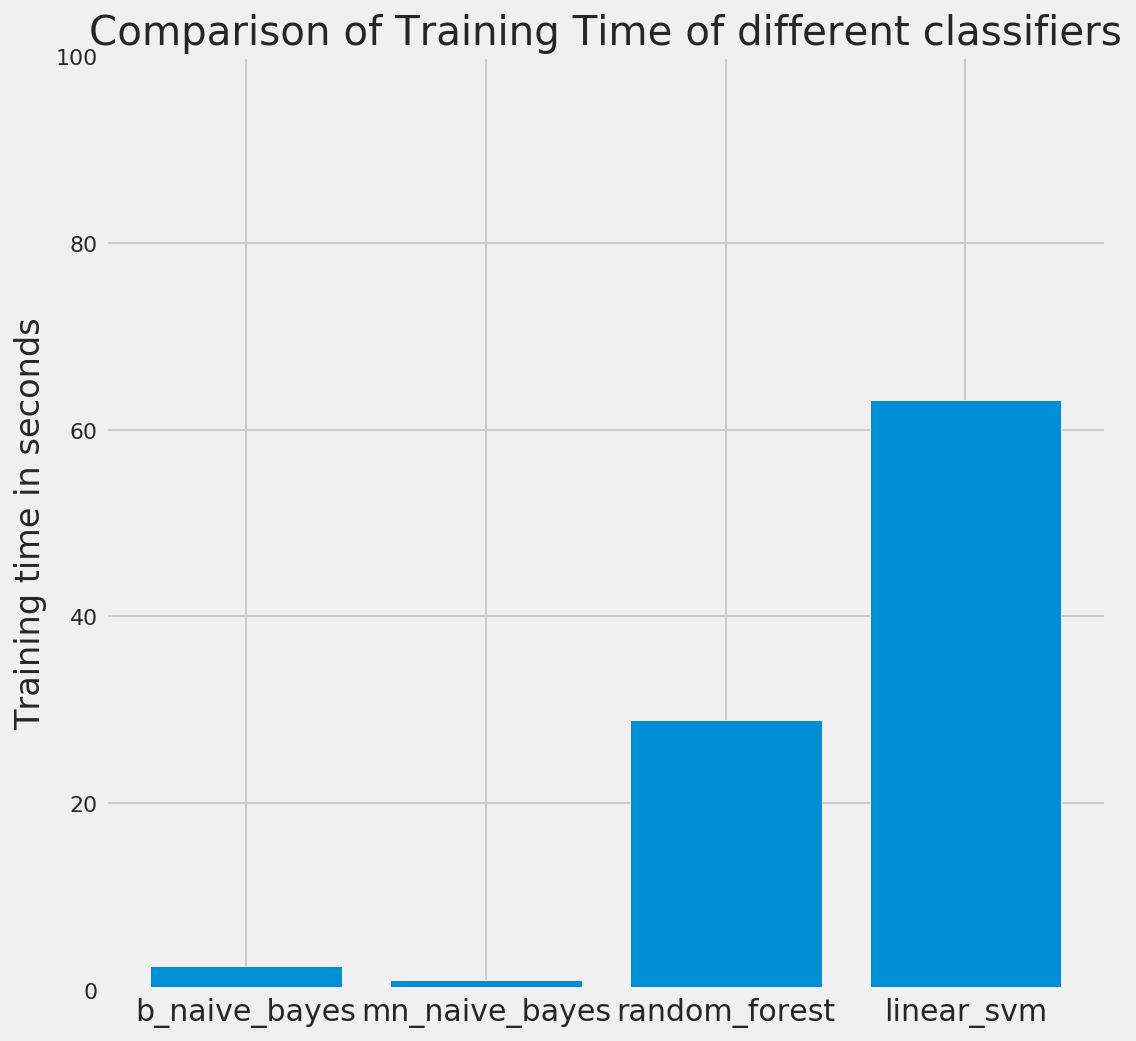 Comparison of Training Time of different classifiers
100
80
60
40
20
0
Training time in seconds
b_naive_bayes mn_naive_bayes random_forest linear_svm